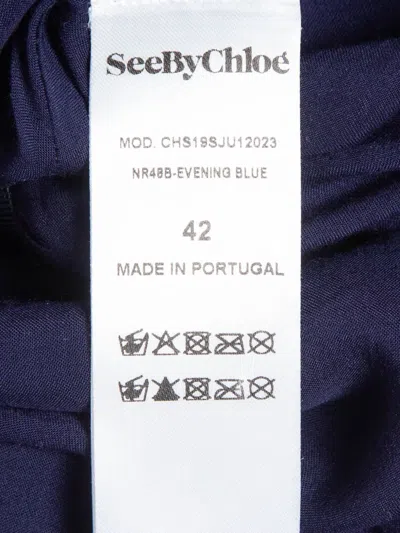 SeeByChloé
MOD. CHS19SJU12023
NR48B-EVENING BLUE
42
MADE IN PORTUGAL